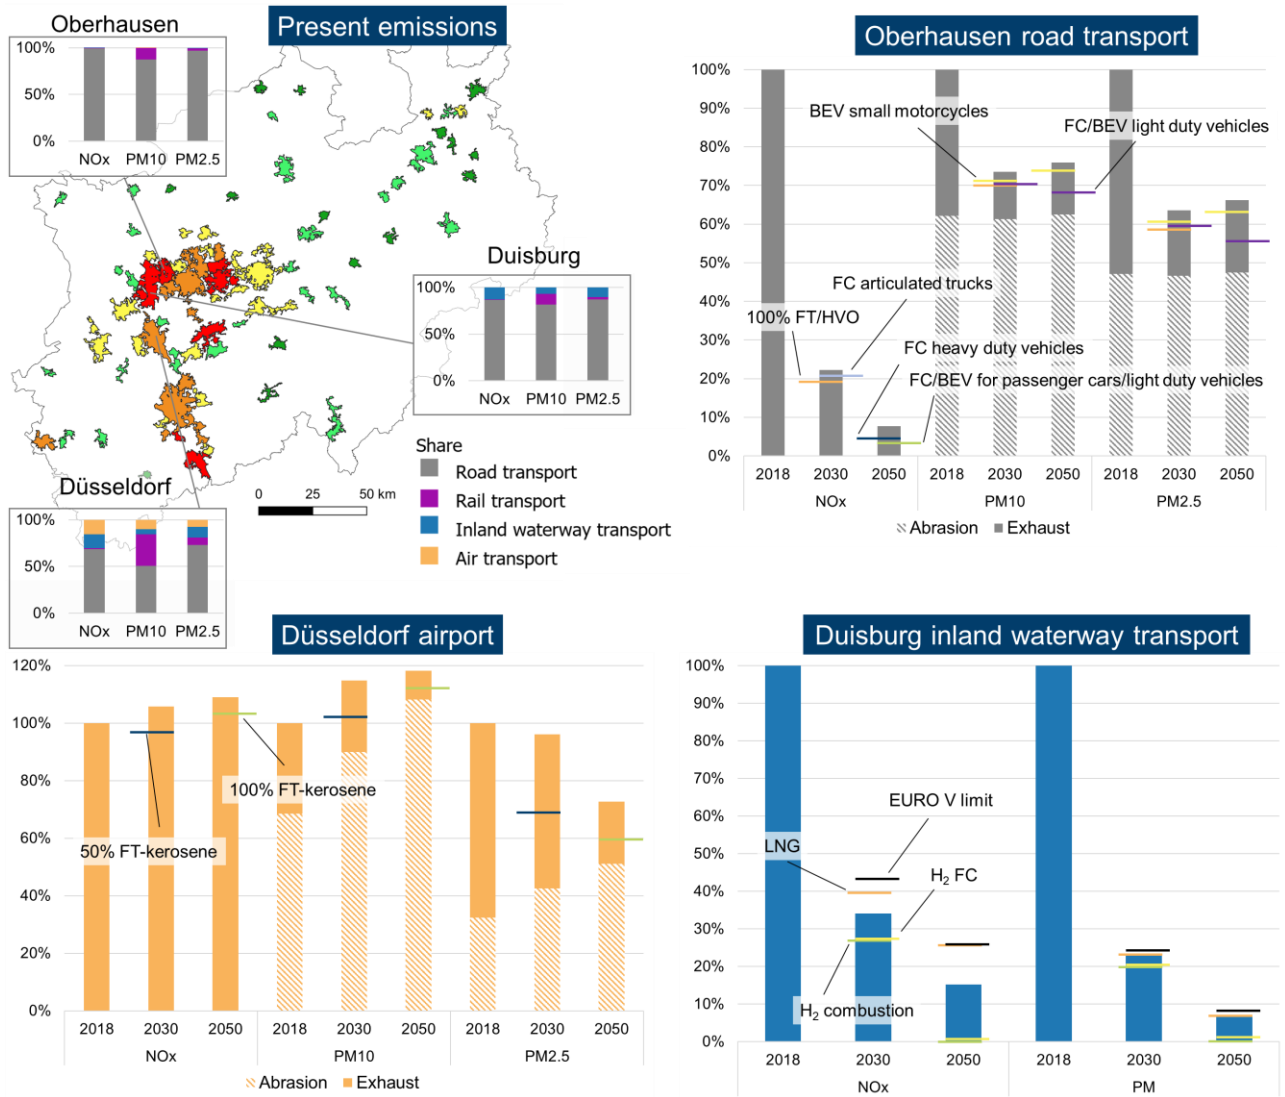 Present emissions
Oberhausen
100%
50%
0%
NOx PM10 PM2.5
Duisburg
100%
50%
0%
NOx PM10 PM2.5
Share
Road transport
Rail transport
Inland waterway transport
Air transport
0 25 50 km
Düsseldorf
100%
50%
0%
NOx PM10 PM2.5
Oberhausen road transport
100%
90%
80%
70%
60%
50%
40%
30%
20%
10%
0%
BEV small motorcycles
FC/BEV light duty vehicles
FC articulated trucks
100% FT/HVO
FC heavy duty vehicles
FC/BEV for passenger cars/light duty vehicles
2018 2030 2050 2018 2030 2050 2018 2030 2050
NOx PM10 PM2.5
Abrasion Exhaust
Düsseldorf airport
120%
100%
80%
60%
40%
20%
0%
100% FT-kerosene
50% FT-kerosene
2018 2030 2050 2018 2030 2050 2018 2030 2050
NOx PM10 PM2.5
Abrasion Exhaust
Duisburg inland waterway transport
100%
90%
80%
70%
60%
50%
40%
30%
20%
10%
0%
EURO V limit
LNG
H₂ FC
H₂ combustion
2018 2030 2050 2018 2030 2050
NOx PM